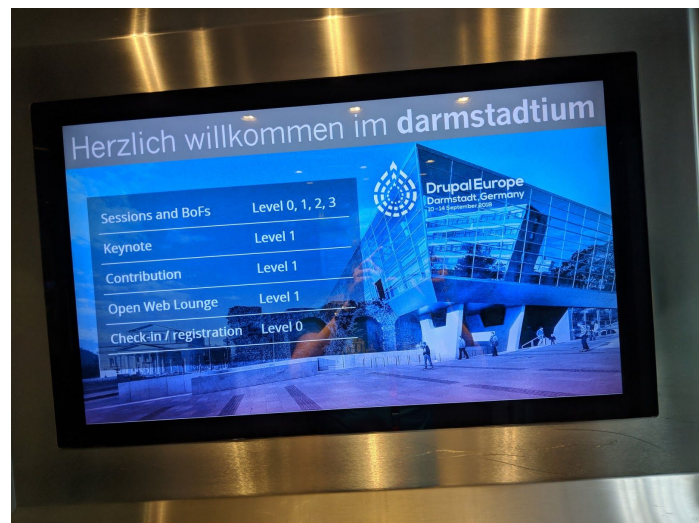 Herzlich willkommen im darmstadtium
Drupal Europe
Darmstadt, Germany
10 - 14 September 2018
Sessions and BoFs Level 0, 1, 2, 3
Keynote Level 1
Contribution Level 1
Open Web Lounge Level 1
Check-in / registration Level 0